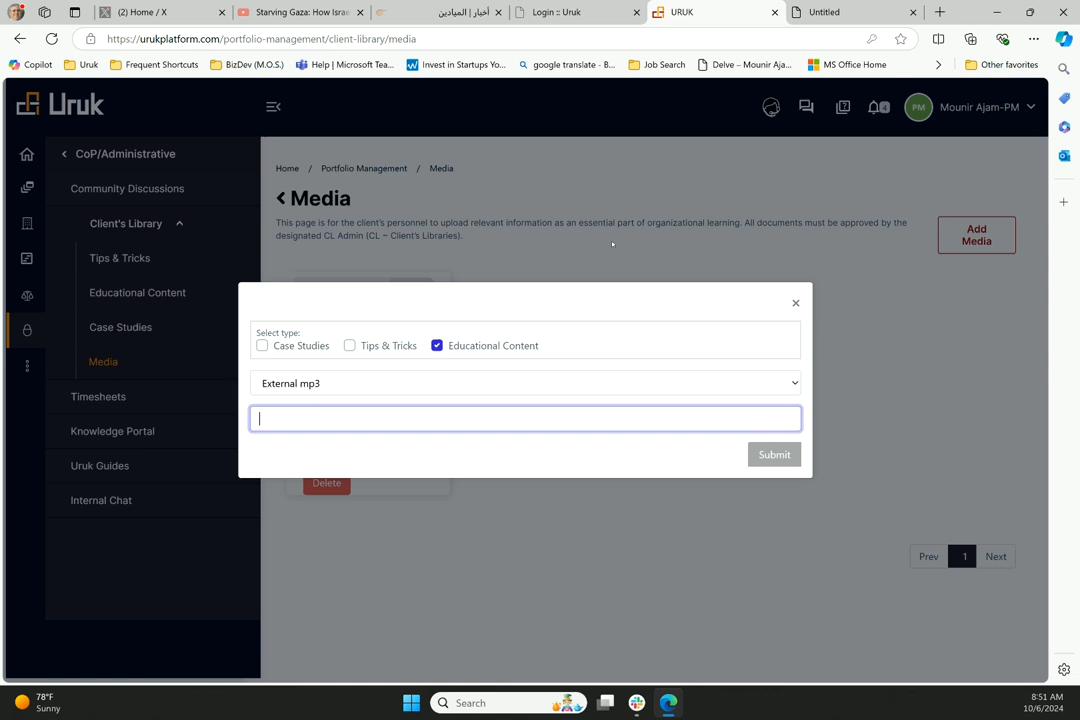 (2) Home / X
Starving Gaza: How Israe
أخبار | الميادين
Login :: Uruk
URUK
Untitled
https://urukplatform.com/portfolio-management/client-library/media
Copilot
Uruk
Frequent Shortcuts
BizDev (M.O.S.)
Help | Microsoft Tea...
Invest in Startups Yo...
google translate - B...
Job Search
Delve – Mounir Aja...
MS Office Home
Other favorites
Uruk
4
PM
Mounir Ajam-PM
CoP/Administrative
Community Discussions
Client's Library
Tips & Tricks
Educational Content
Case Studies
Media
Timesheets
Knowledge Portal
Uruk Guides
Internal Chat
Home / Portfolio Management / Media
Media
This page is for the client's personnel to upload relevant information as an essential part of organizational learning. All documents must be approved by the
designated CL Admin (CL ~ Client's Libraries).
Add
Media
Select type:
Case Studies
Tips & Tricks
Educational Content
External mp3
Submit
Delete
Prev
1
Next
78°F
Sunny
Search
8:51 AM
10/6/2024